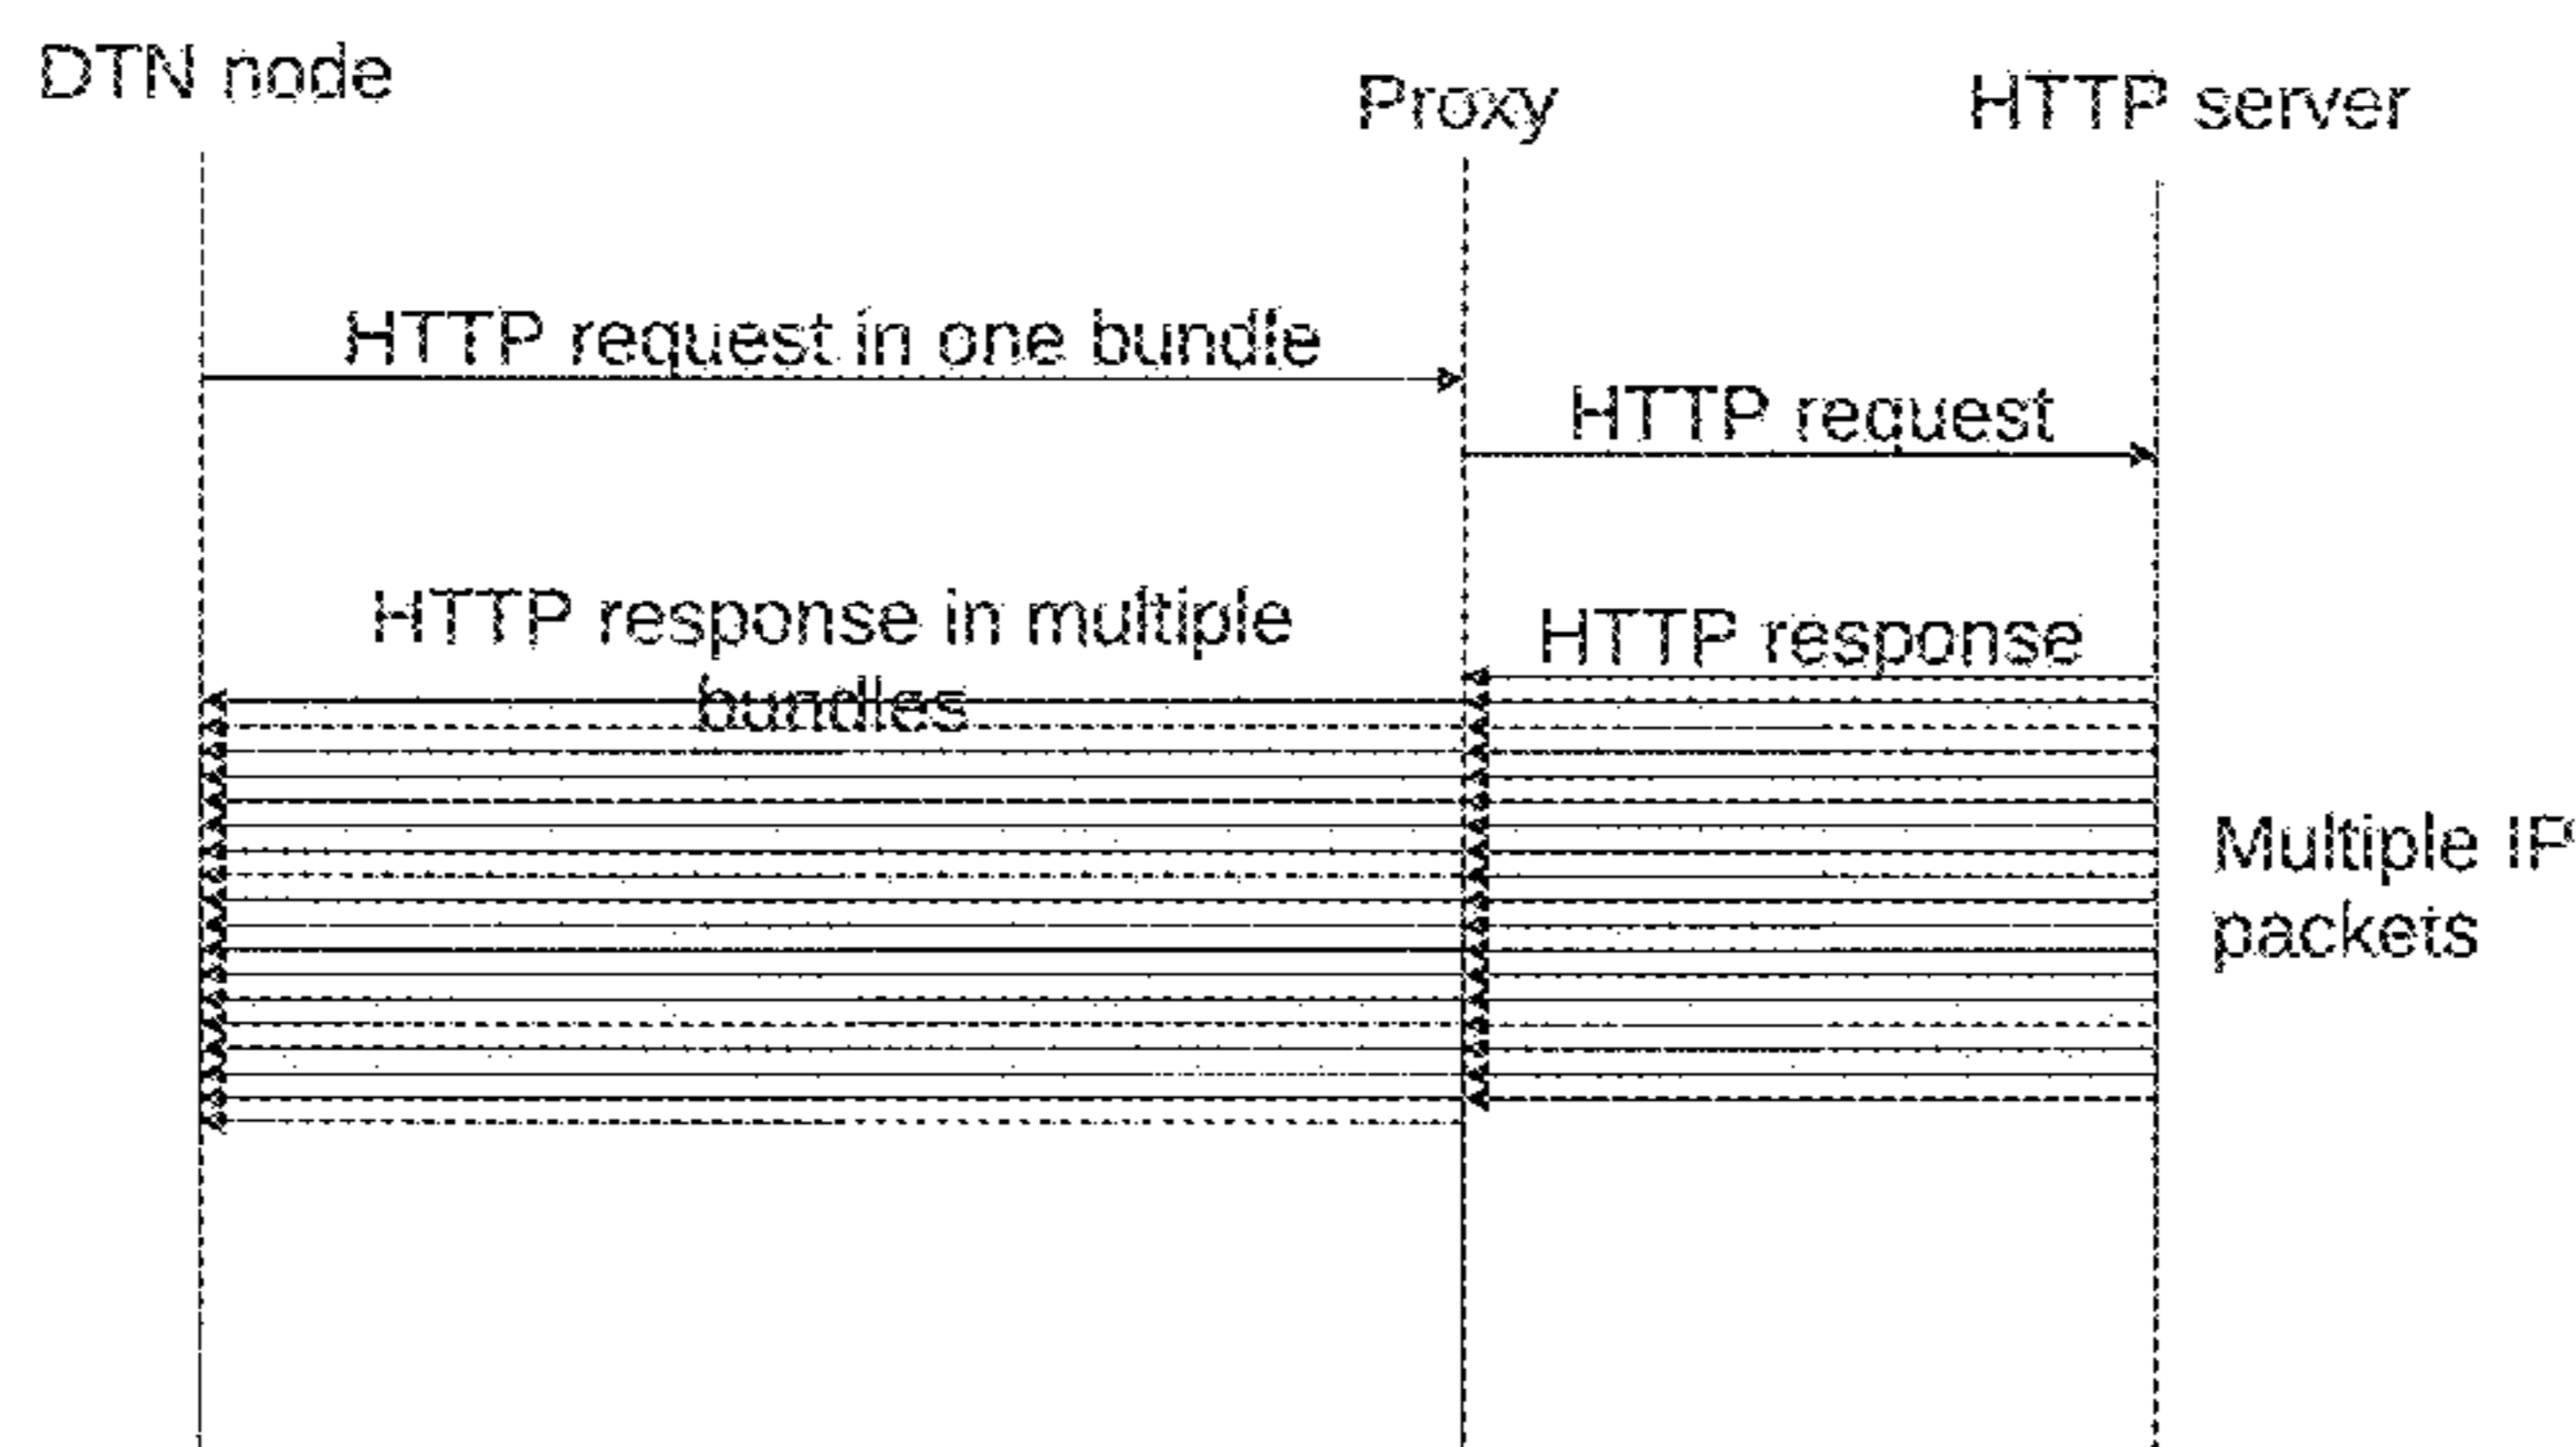 DTN node
Proxy
HTTP server
HTTP request in one bundle
HTTP request
HTTP response in multiple
bundles
HTTP response
Multiple IP
packets